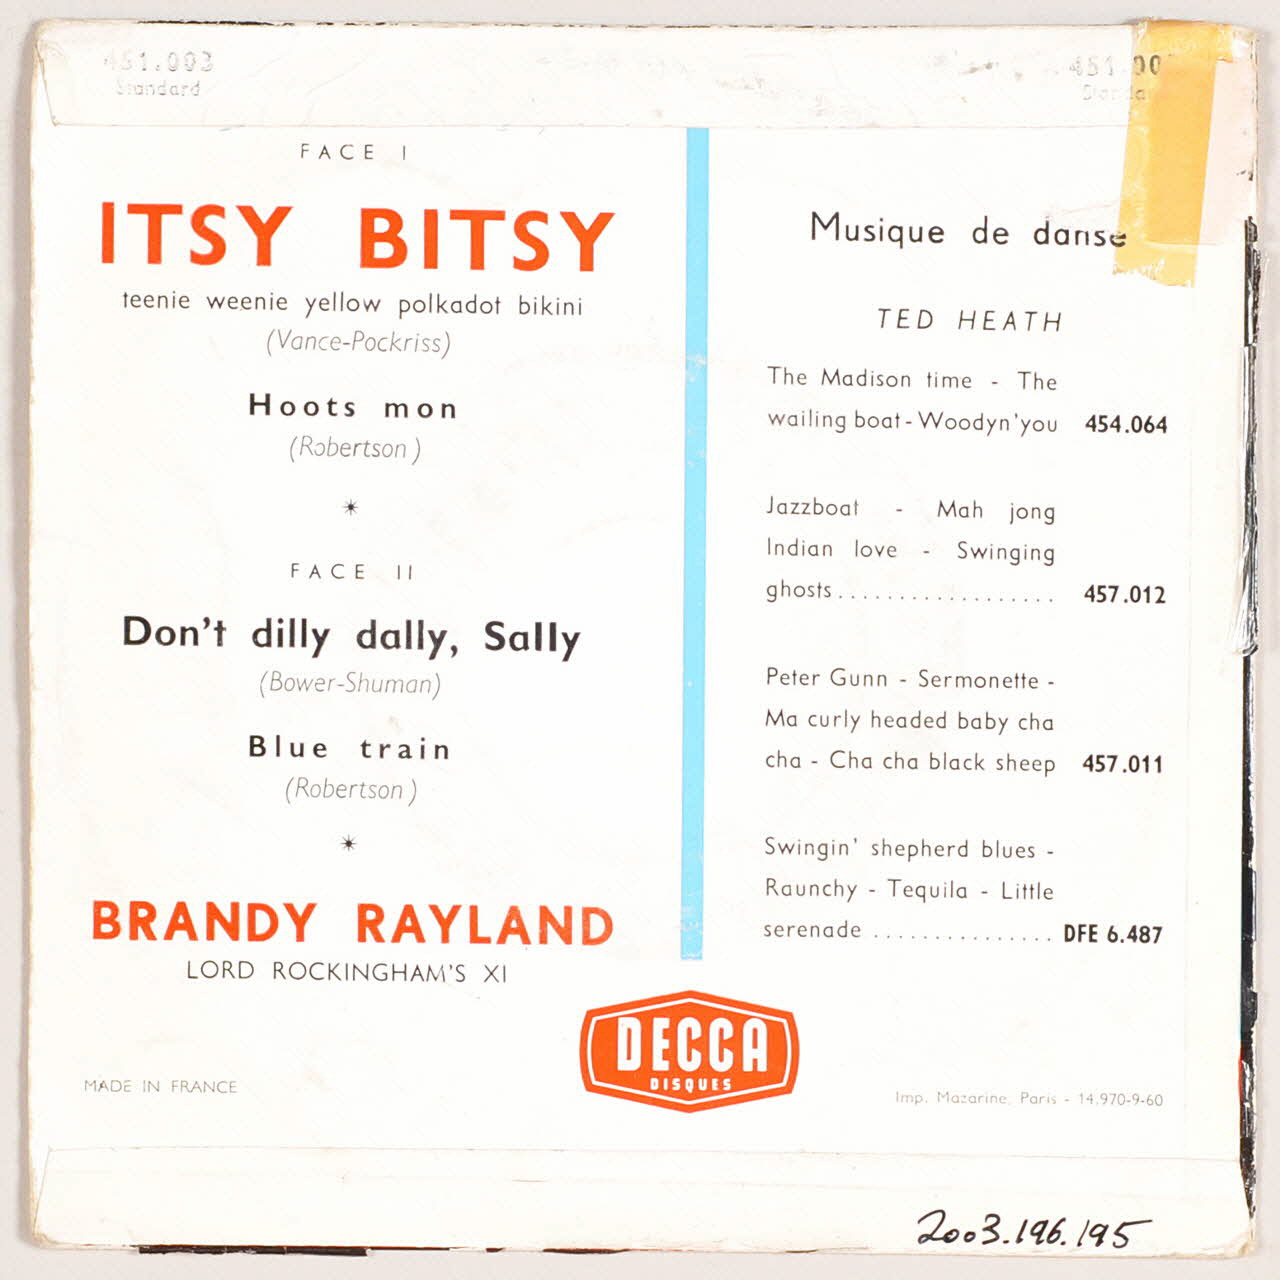 451.003
Standard
451.00
Standa
FACE I
ITSY BITSY
teenie weenie yellow polkadot bikini
(Vance-Pockriss)
Hoots mon
(Robertson)
*
FACE II
Don't dilly dally, Sally
(Bower-Shuman)
Blue train
(Robertson)
*
BRANDY RAYLAND
LORD ROCKINGHAM'S XI
MADE IN FRANCE
Musique de danse
TED HEATH
The Madison time - The
wailing boat - Woodyn'you 454.064
Jazzboat - Mah jong
Indian love - Swinging
ghosts.................. 457.012
Peter Gunn - Sermonette -
Ma curly headed baby cha
cha - Cha cha black sheep 457.011
Swingin' shepherd blues -
Raunchy - Tequila - Little
serenade ............... DFE 6.487
DECCA
DISQUES
Imp. Mazarine, Paris - 14.970-9-60
2003.196.195